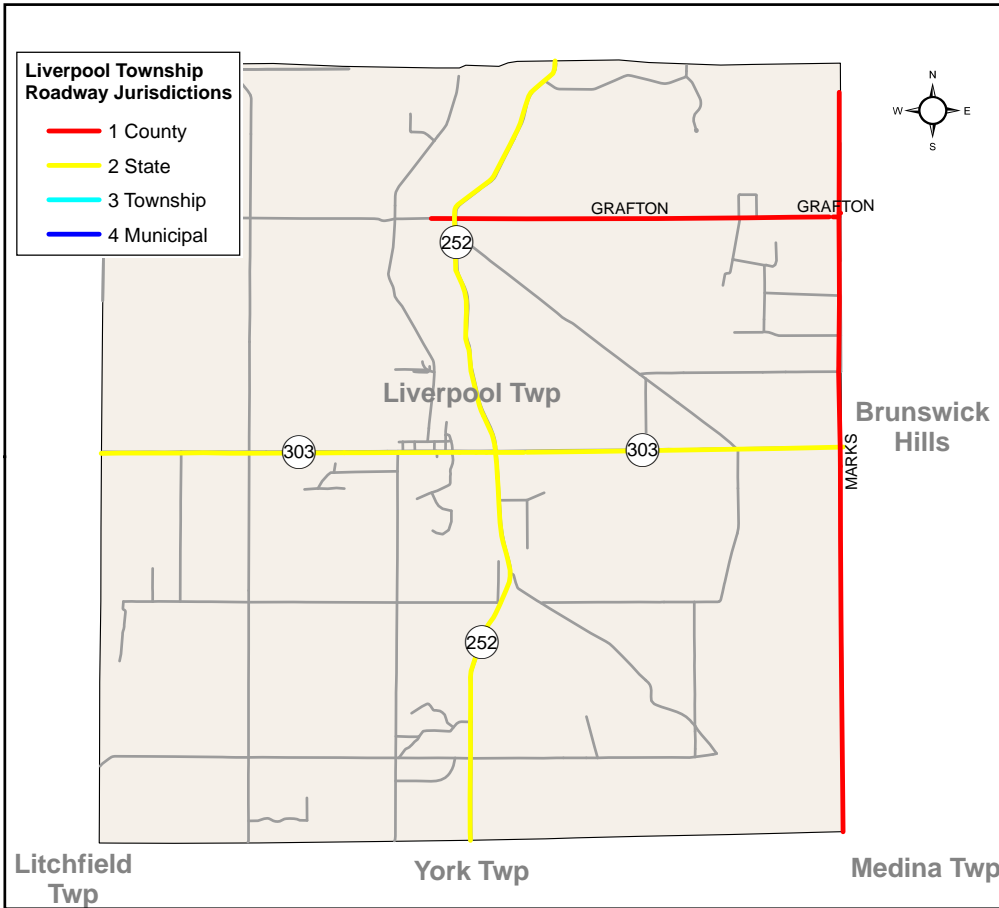 Liverpool Township
Roadway Jurisdictions
1 County
2 State
3 Township
4 Municipal
N
W
E
S
GRAFTON
GRAFTON
252
Liverpool Twp
Brunswick
Hills
303
303
MARKS
252
Litchfield
Twp
York Twp
Medina Twp